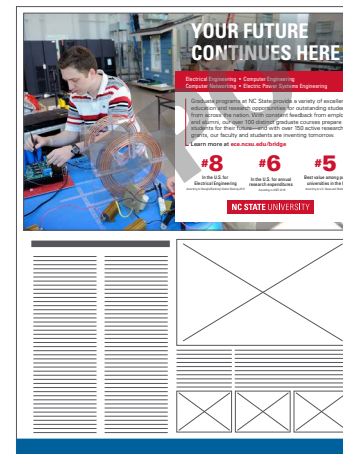 YOUR FUTURE
CONTINUES HERE
Electrical Engineering • Computer Engineering
Computer Networking • Electric Power Systems Engineering
Graduate programs at NC State provide a variety of excellent
education and research opportunities for outstanding
from across the nation. With constant feedback from
and alumni, our over 100 distinct graduate courses prepare
students for their future—and with over 150 active research
grants, our faculty and students are inventing tomorrow.
Learn more at ece.ncsu.edu/bridge
#8 #6 #5
In the U.S. for
Electrical Engineering
In the U.S. for annual
research expenditures
Best value among
universities in the
NC STATE UNIVERSITY